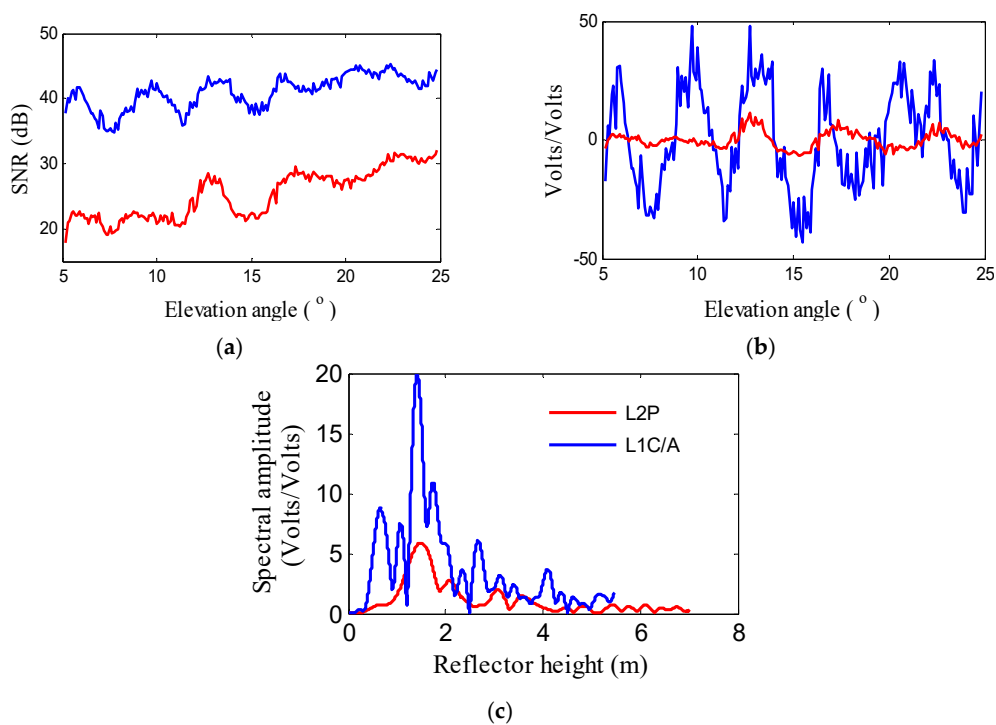 50
40
30
20
SNR (dB)
5 10 15 20 25
Elevation angle ( o )
(a)
50
0
-50
Volts/Volts
5 10 15 20 25
Elevation angle ( o )
(b)
20
15
10
5
0
Spectral amplitude
(Volts/Volts)
L2P
L1C/A
0 2 4 6 8
Reflector height (m)
(c)